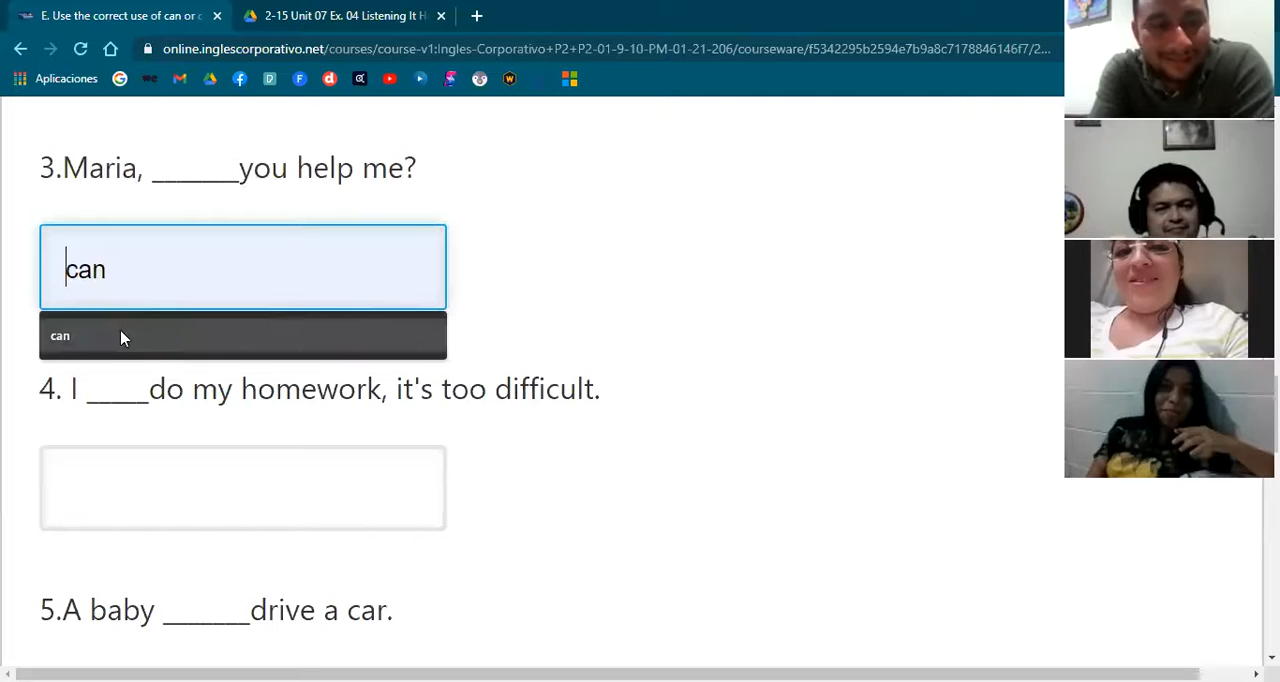 E. Use the correct use of can or c
2-15 Unit 07 Ex. 04 Listening It H
online.inglescorporativo.net/courses/course-v1:Ingles-Corporativo+P2+P2-01-9-10-PM-01-21-206/courseware/f5342295b2594e7b9a8c7178846146f7/2...
Aplicaciones
3.Maria, _______you help me?
can
can
4. I _____do my homework, it's too difficult.
5.A baby _______drive a car.